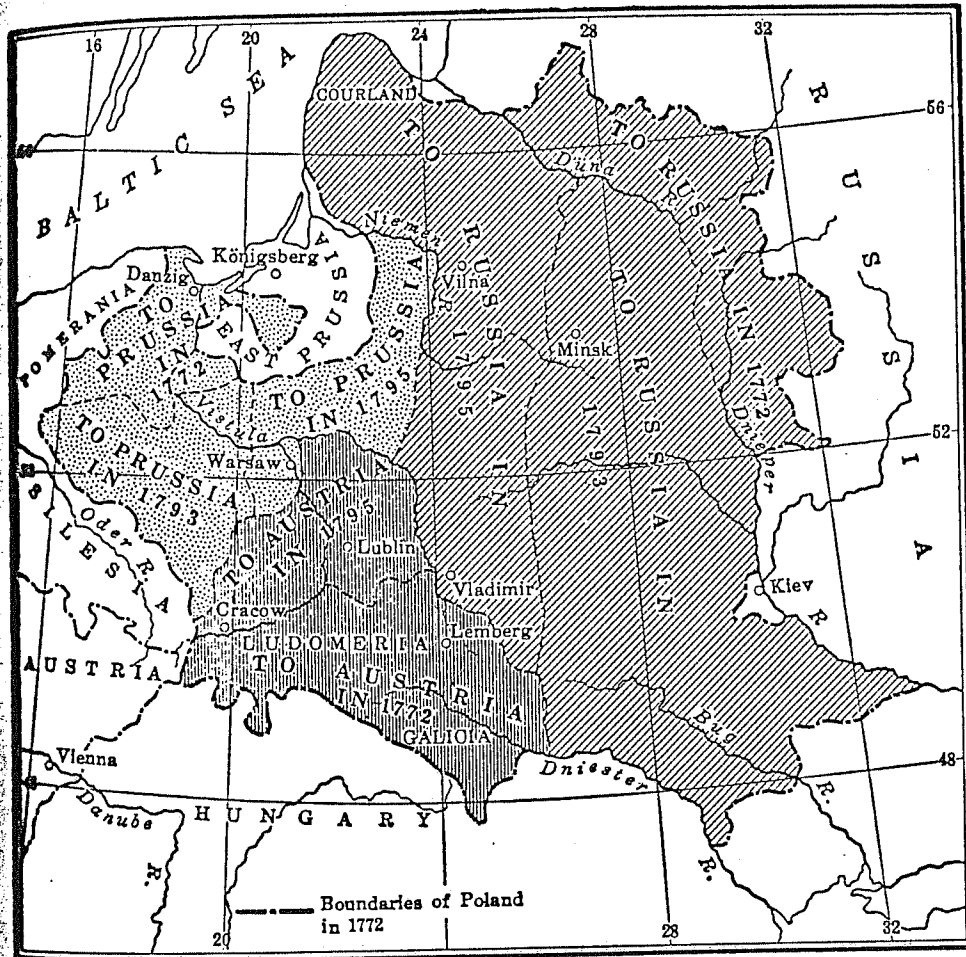 16
20
24
28
32
BALTIC SEA
COURLAND
TO RUSSIA IN 1795
TO RUSSIA IN 1772
RUSSIA
56
56
Düna
Niemen
Königsberg
Danzig
Vilna
POMERANIA
TO PRUSSIA IN 1772
EAST PRUSSIA
R.
Minsk
TO RUSSIA IN 1793
TO PRUSSIA IN 1795
Vistula
Dnieper
52
52
TO PRUSSIA IN 1793
Warsaw
TO AUSTRIA IN 1795
SILESIA
Oder R.
Lublin
Vladimir
Kiev
R.
Cracow
LUDOMERIA
Lemberg
AUSTRIA
TO AUSTRIA IN 1772
GALICIA
Bug
R.
Vienna
Dniester
R.
48
Danube
R.
HUNGARY
Boundaries of Poland
in 1772
20
28
32